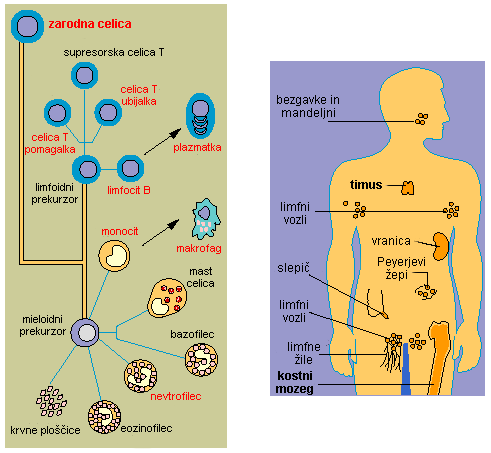 zarodna celica
supresorska celica T
celica T
ubijalka
celica T
pomagalka
plazmatka
limfoidni
prekurzor
limfocit B
monocit
makrofag
mast
celica
mieloidni
prekurzor
bazofilec
nevtrofilec
krvne ploščice
eozinofilec
bezgavke in
mandeljni
timus
limfni
vozli
vranica
Peyerjevi
žepi
slepič
limfni
vozli
limfne
žile
kostni
mozeg